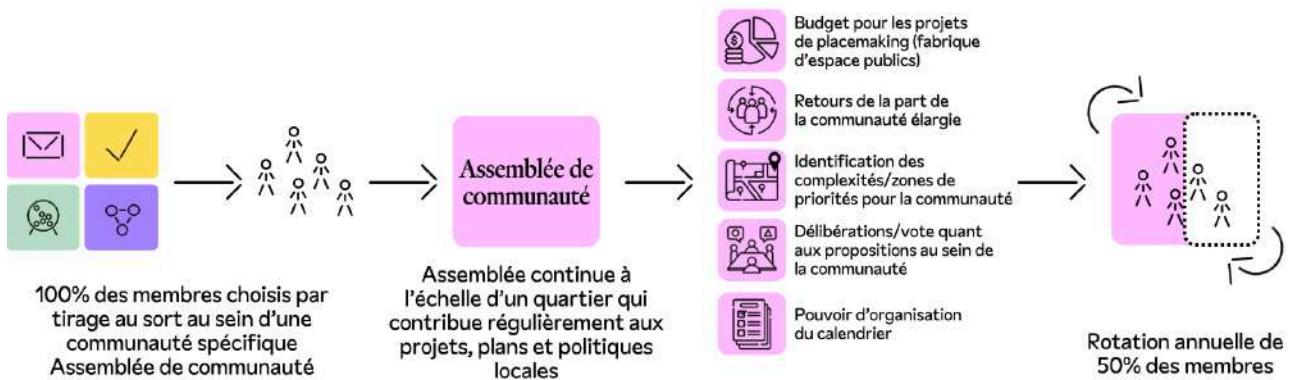 100% des membres choisis par
tirage au sort au sein d'une
communauté spécifique
Assemblée de communauté
Assemblée de
communauté
Assemblée continue à
l'échelle d'un quartier qui
contribue régulièrement aux
projets, plans et politiques
locales
Budget pour les projets
de placemaking (fabrique
d'espace publics)
Retours de la part de
la communauté élargie
Identification des
complexités/zones de
priorités pour la communauté
Délibérations/vote quant
aux propositions au sein de
la communauté
Pouvoir d'organisation
du calendrier
Rotation annuelle de
50% des membres